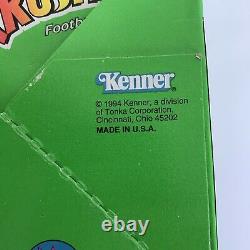 Footb
Kenner
© 1994 Kenner, a division
of Tonka Corporation,
Cincinnati, Ohio 45202
MADE IN U.S.A.